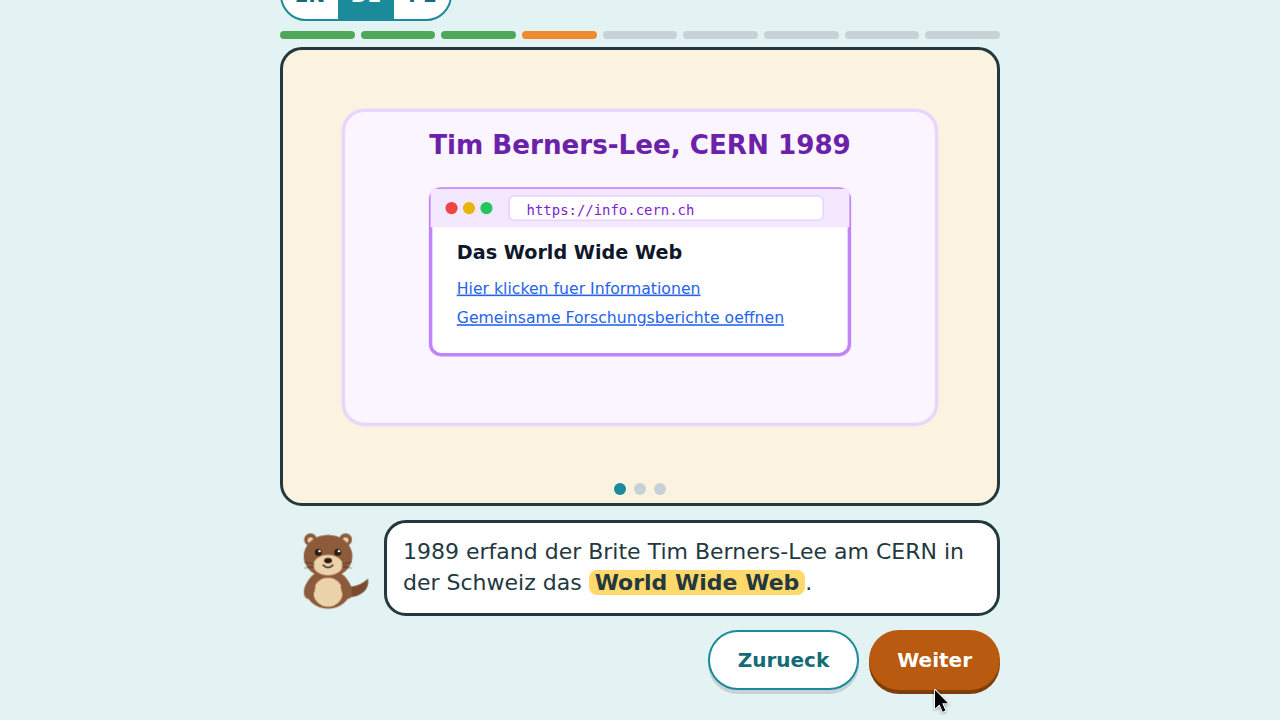 Tim Berners-Lee, CERN 1989
https://info.cern.ch
Das World Wide Web
Hier klicken fuer Informationen
Gemeinsame Forschungsberichte oeffnen
1989 erfand der Brite Tim Berners-Lee am CERN in
der Schweiz das World Wide Web.
Zurueck
Weiter